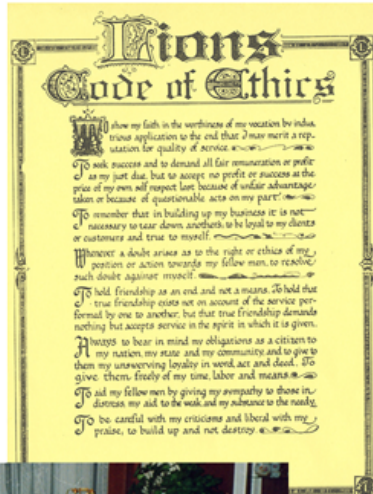 Lions
Code of Ethics
To show my faith in the worthiness of my vocation by indus
trious application to the end that I may merit a rep-
utation for quality of service.
To seek success and to demand all fair remuneration or profit
as my just due, but to accept no profit or success at the
price of my own self respect lost because of unfair advantage
taken or because of questionable acts on my part.
To remember that in building up my business it is not
necessary to tear down another's; to be loyal to my clients
or customers and true to myself.
Whenever a doubt arises as to the right or ethics of my
position or action towards my fellow men, to resolve
such doubt against myself.
To hold friendship as an end and not a means. To hold that
true friendship exists not on account of the service per-
formed by one to another, but that true friendship demands
nothing but accepts service in the spirit in which it is given.
Always to bear in mind my obligations as a citizen to
my nation, my state and my community, and to give to
them my unswerving loyalty in word, act and deed. To
give them freely of my time, labor and means.
To aid my fellow men by giving my sympathy to those in
distress, my aid to the weak, and my substance to the needy.
To be careful with my criticisms and liberal with my
praise, to build up and not destroy.